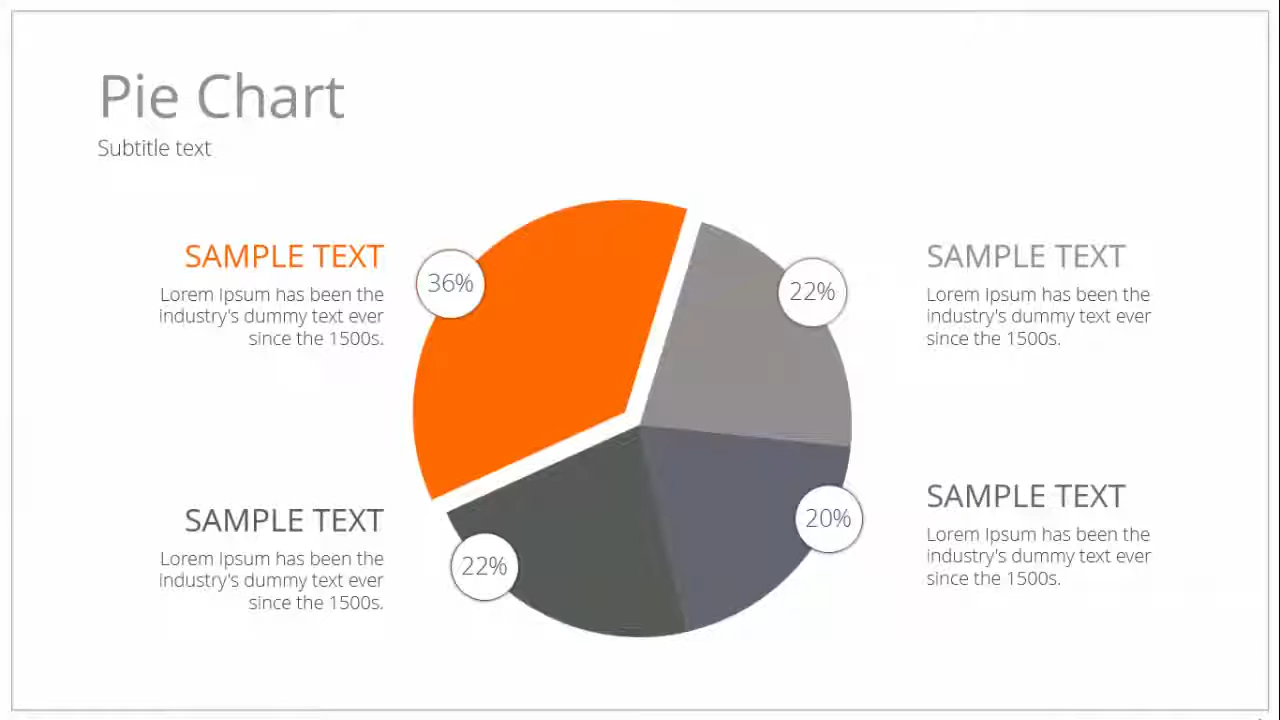 Pie Chart
Subtitle text
SAMPLE TEXT
Lorem Ipsum has been the
industry's dummy text ever
since the 1500s.
36%
22%
SAMPLE TEXT
Lorem Ipsum has been the
industry's dummy text ever
since the 1500s.
SAMPLE TEXT
Lorem Ipsum has been the
industry's dummy text ever
since the 1500s.
22%
20%
SAMPLE TEXT
Lorem Ipsum has been the
industry's dummy text ever
since the 1500s.